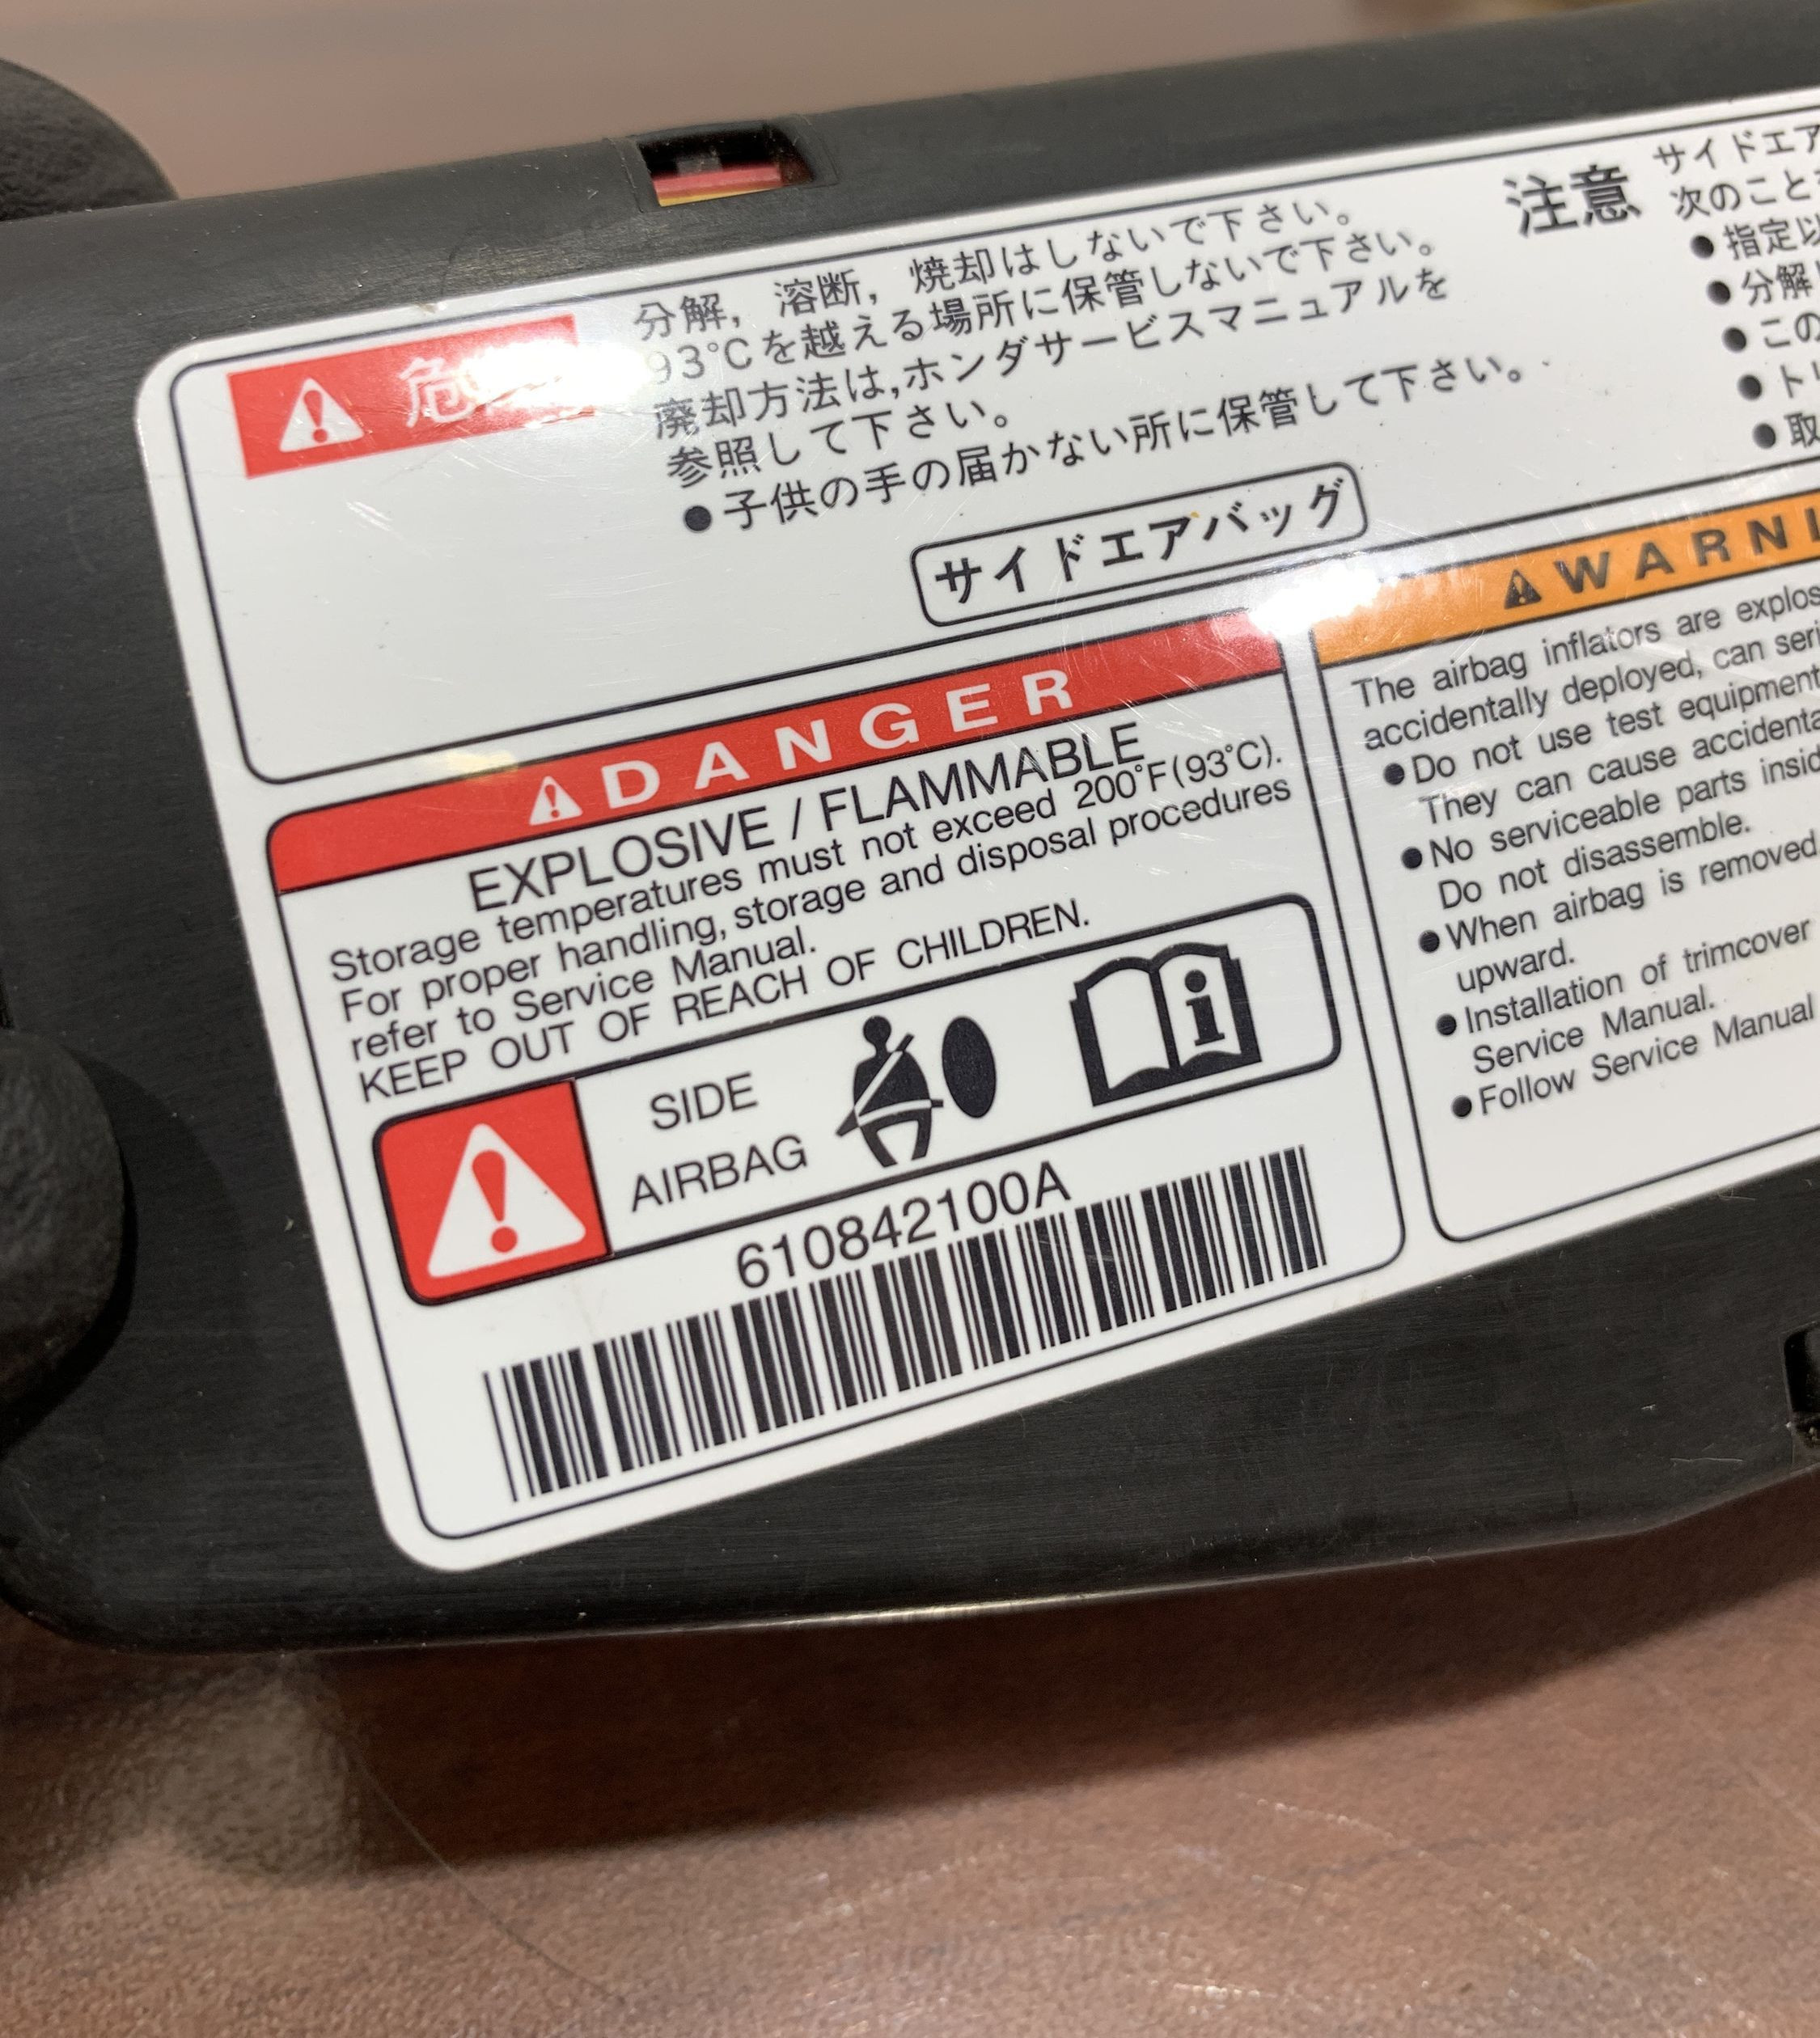 分解，溶断，焼却はしないで下さい。
93℃を越える場所に保管しないで下さい。
廃却方法は,ホンダサービスマニュアルを
参照して下さい。
●子供の手の届かない所に保管して下さい。
サイドエアバッグ
注意
サイドエア
次のこと
●指定以
●分解
●この
●ト
●取
DANGER
EXPLOSIVE / FLAMMABLE
Storage temperatures must not exceed 200°F(93°C).
For proper handling, storage and disposal procedures
refer to Service Manual.
KEEP OUT OF REACH OF CHILDREN.
SIDE
AIRBAG
610842100A
WARNI
The airbag inflators are explos
accidentally deployed, can seri
●Do not use test equipment
They can cause accidenta
●No serviceable parts insid
Do not disassemble.
●When airbag is removed
upward.
●Installation of trimcover
Service Manual.
●Follow Service Manual